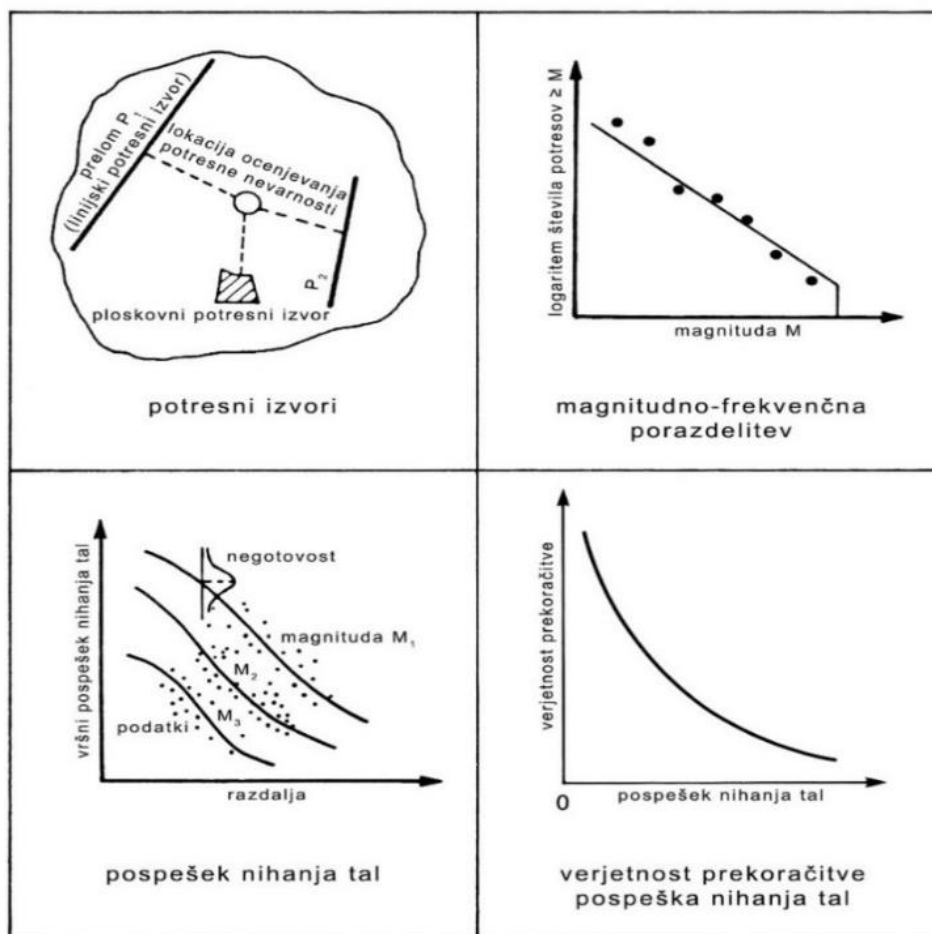 prelom P₁
(linijski potresni izvor)
lokacija ocenjevanja
potresne nevarnosti
P₂
ploskovni potresni izvor
potresni izvori
logaritem števila potresov ≥ M
magnituda M
magnitudno-frekvenčna
porazdelitev
vršni pospešek nihanja tal
negotovost
magnituda M₁
M₂
M₃
podatki
razdalja
pospešek nihanja tal
verjetnost prekoračitve
0
pospešek nihanja tal
verjetnost prekoračitve
pospeška nihanja tal